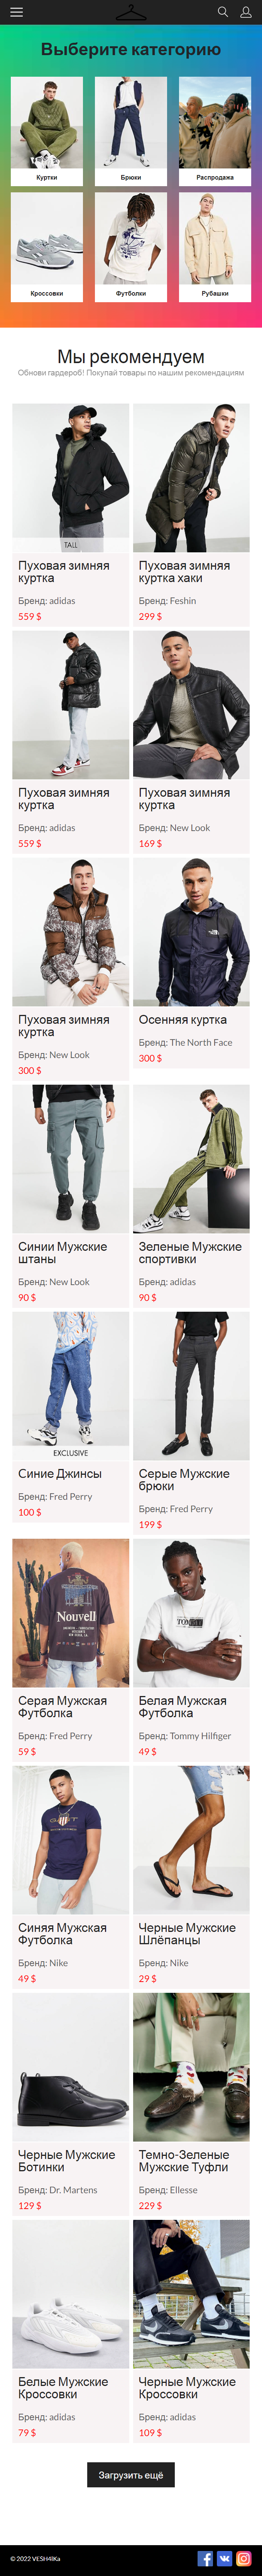 Выберите категорию
Куртки
Брюки
Распродажа
Кроссовки
Футболки
Рубашки
Мы рекомендуем
Обнови гардероб! Покупай товары по нашим рекомендациям
TALL
Пуховая зимняя
куртка
Бренд: adidas
559 $
Пуховая зимняя
куртка хаки
Бренд: Feshin
299 $
Пуховая зимняя
куртка
Бренд: adidas
559 $
Пуховая зимняя
куртка
Бренд: New Look
169 $
Пуховая зимняя
куртка
Бренд: New Look
300 $
Осенняя куртка
Бренд: The North Face
300 $
Синии Мужские
штаны
Бренд: New Look
90 $
Зеленые Мужские
спортивки
Бренд: adidas
90 $
EXCLUSIVE
Cиние Джинсы
Бренд: Fred Perry
100 $
Серые Мужские
брюки
Бренд: Fred Perry
199 $
Nouvell
Серая Мужская
Футболка
Бренд: Fred Perry
59 $
Белая Мужская
Футболка
Бренд: Tommy Hilfiger
49 $
Синяя Мужская
Футболка
Бренд: Nike
49 $
Черные Мужские
Шлёпанцы
Бренд: Nike
29 $
Черные Мужские
Ботинки
Бренд: Dr. Martens
129 $
Темно-Зеленые
Мужские Туфли
Бренд: Ellesse
229 $
Белые Мужские
Кроссовки
Бренд: adidas
79 $
Черные Мужские
Кроссовки
Бренд: adidas
109 $
Загрузить ещё
© 2022 VESH4IKa